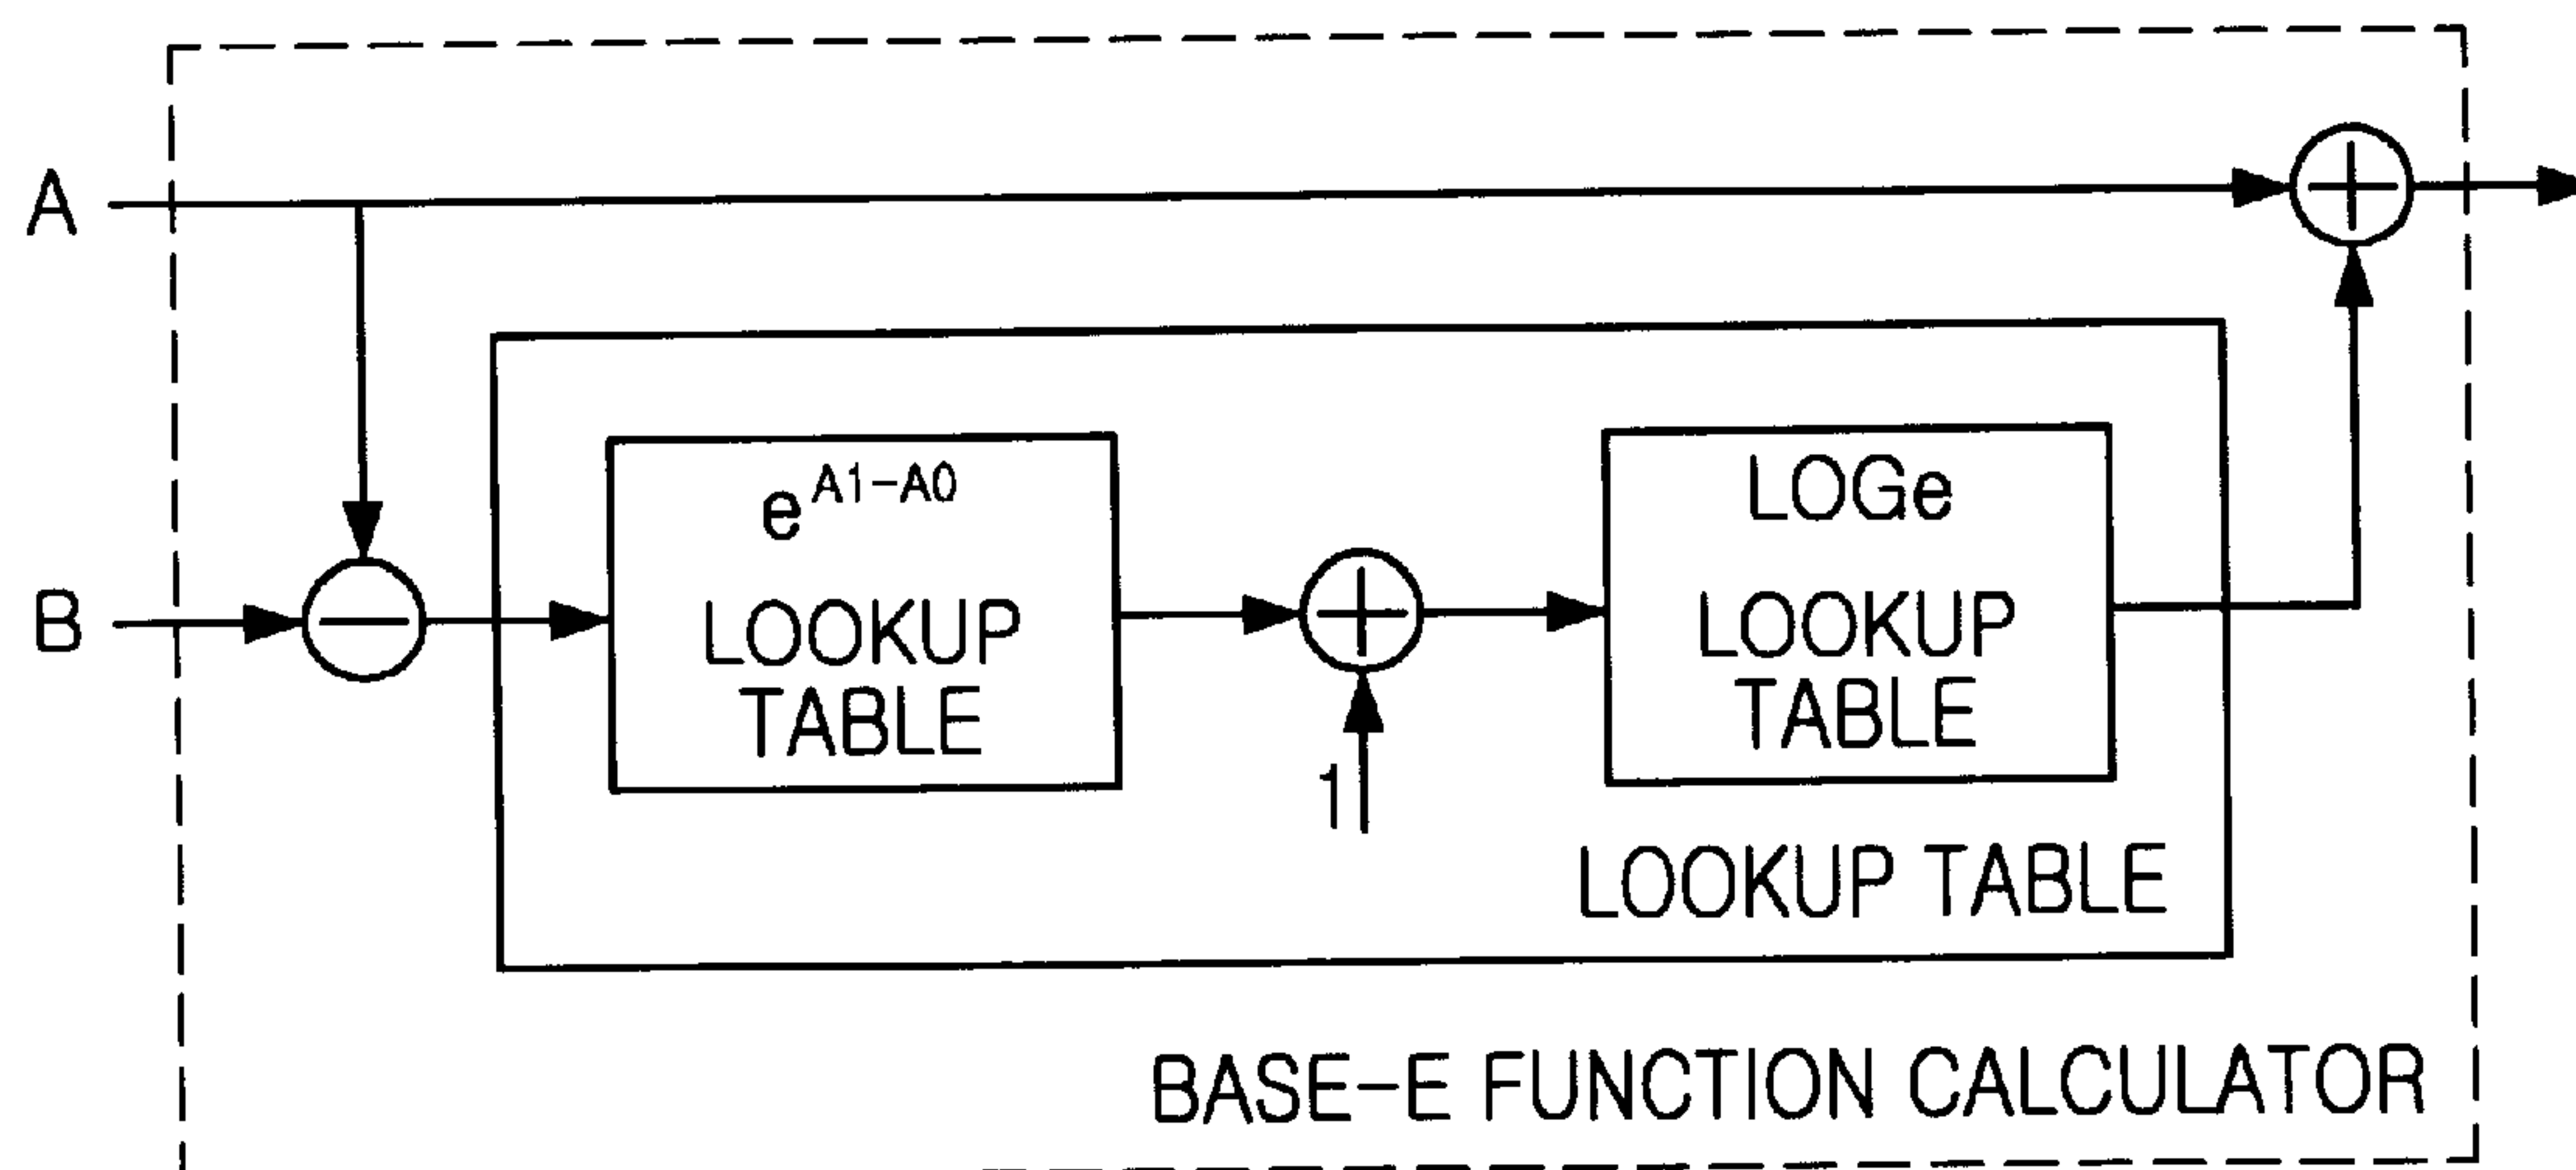 A
B
e^A1-A0
LOOKUP
TABLE
1
LOGe
LOOKUP
TABLE
LOOKUP TABLE
BASE-E FUNCTION CALCULATOR